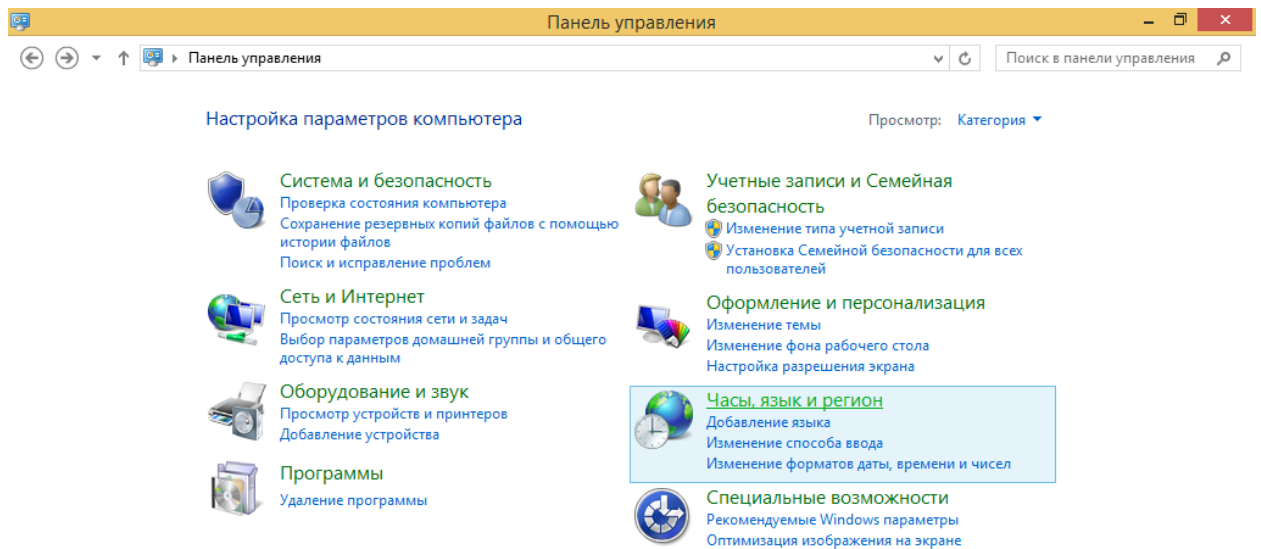 Панель управления
Панель управления
Поиск в панели управления
Настройка параметров компьютера
Просмотр: Категория
Система и безопасность
Проверка состояния компьютера
Сохранение резервных копий файлов с помощью
истории файлов
Поиск и исправление проблем
Сеть и Интернет
Просмотр состояния сети и задач
Выбор параметров домашней группы и общего
доступа к данным
Оборудование и звук
Просмотр устройств и принтеров
Добавление устройства
Программы
Удаление программы
Учетные записи и Семейная
безопасность
Изменение типа учетной записи
Установка Семейной безопасности для всех
пользователей
Оформление и персонализация
Изменение темы
Изменение фона рабочего стола
Настройка разрешения экрана
Часы, язык и регион
Добавление языка
Изменение способа ввода
Изменение форматов даты, времени и чисел
Специальные возможности
Рекомендуемые Windows параметры
Оптимизация изображения на экране